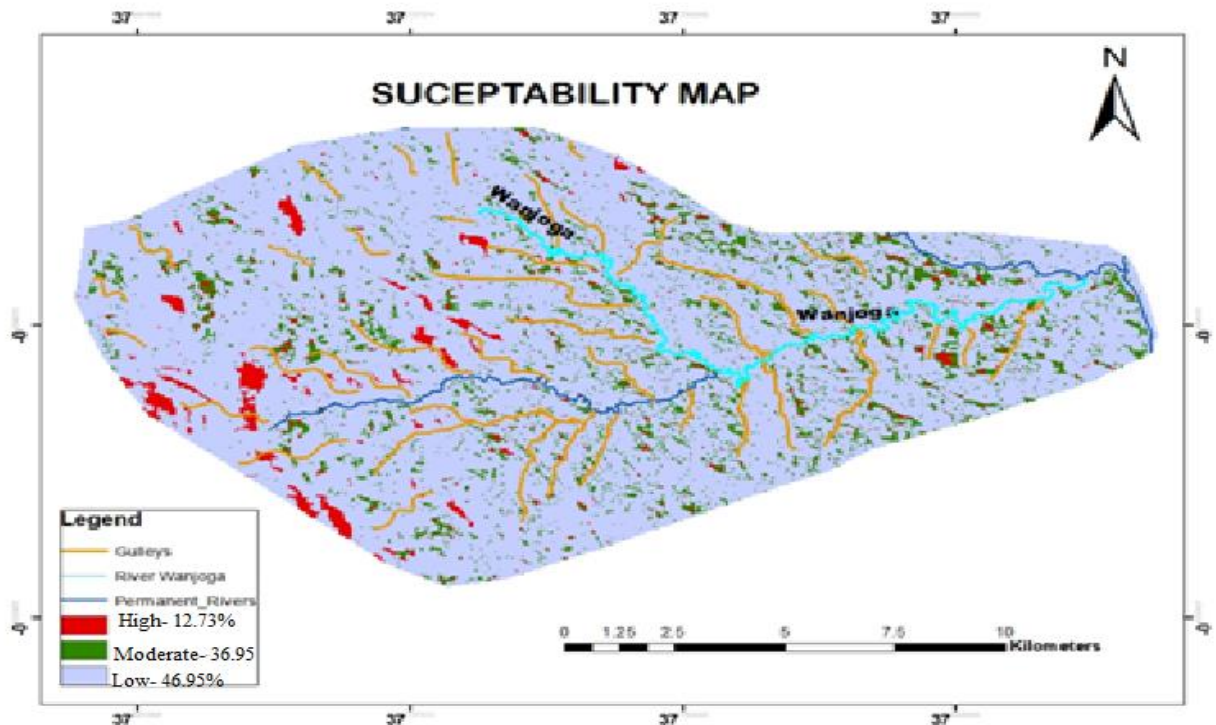 37 37 37 37
N
SUCEPTABILITY MAP
Wanjoga
Wanjoga
-0
-0
-0
-0
Legend
Gulleys
River Wanjoga
Permanent_Rivers
High- 12.73%
Moderate- 36.95
Low- 46.95%
0 1.25 2.5 5 7.5 10
Kilometers
37 37 37 37